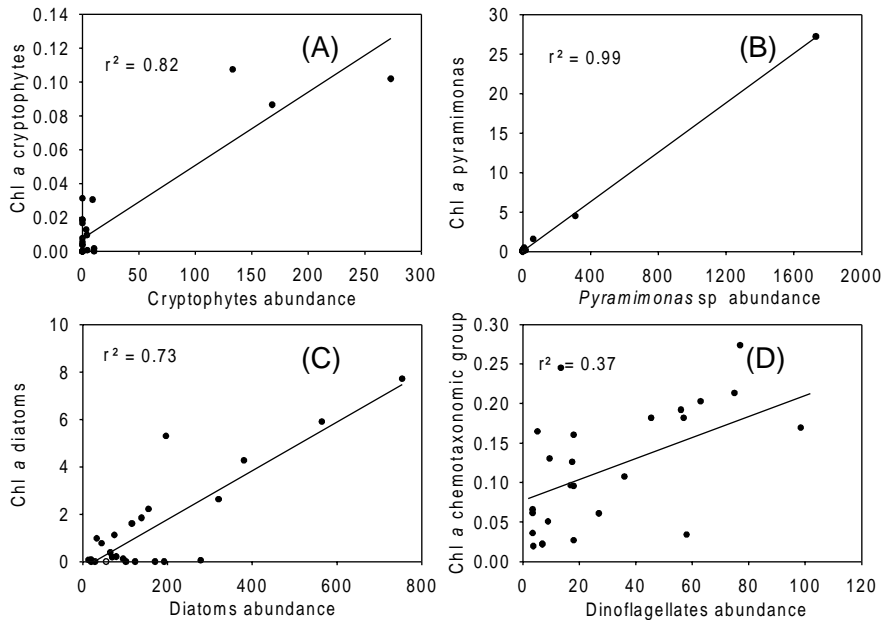 (A)
r² = 0.82
Chl a cryptophytes
0.14
0.12
0.10
0.08
0.06
0.04
0.02
0.00
0 50 100 150 200 250 300
Cryptophytes abundance
(B)
r² = 0.99
Chl a pyramimonas
30
25
20
15
10
5
0
0 400 800 1200 1600 2000
Pyramimonas sp abundance
(C)
r² = 0.73
Chl a diatoms
10
8
6
4
2
0
0 200 400 600 800
Diatoms abundance
(D)
r² = 0.37
Chl a chemotaxonomic group
0.30
0.25
0.20
0.15
0.10
0.05
0.00
0 20 40 60 80 100 120
Dinoflagellates abundance